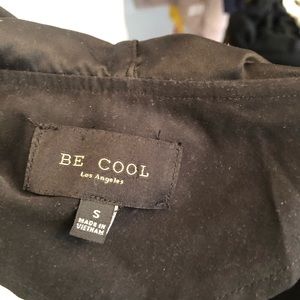 BE COOL
Los Angeles
S
MADE IN
VIETNAM